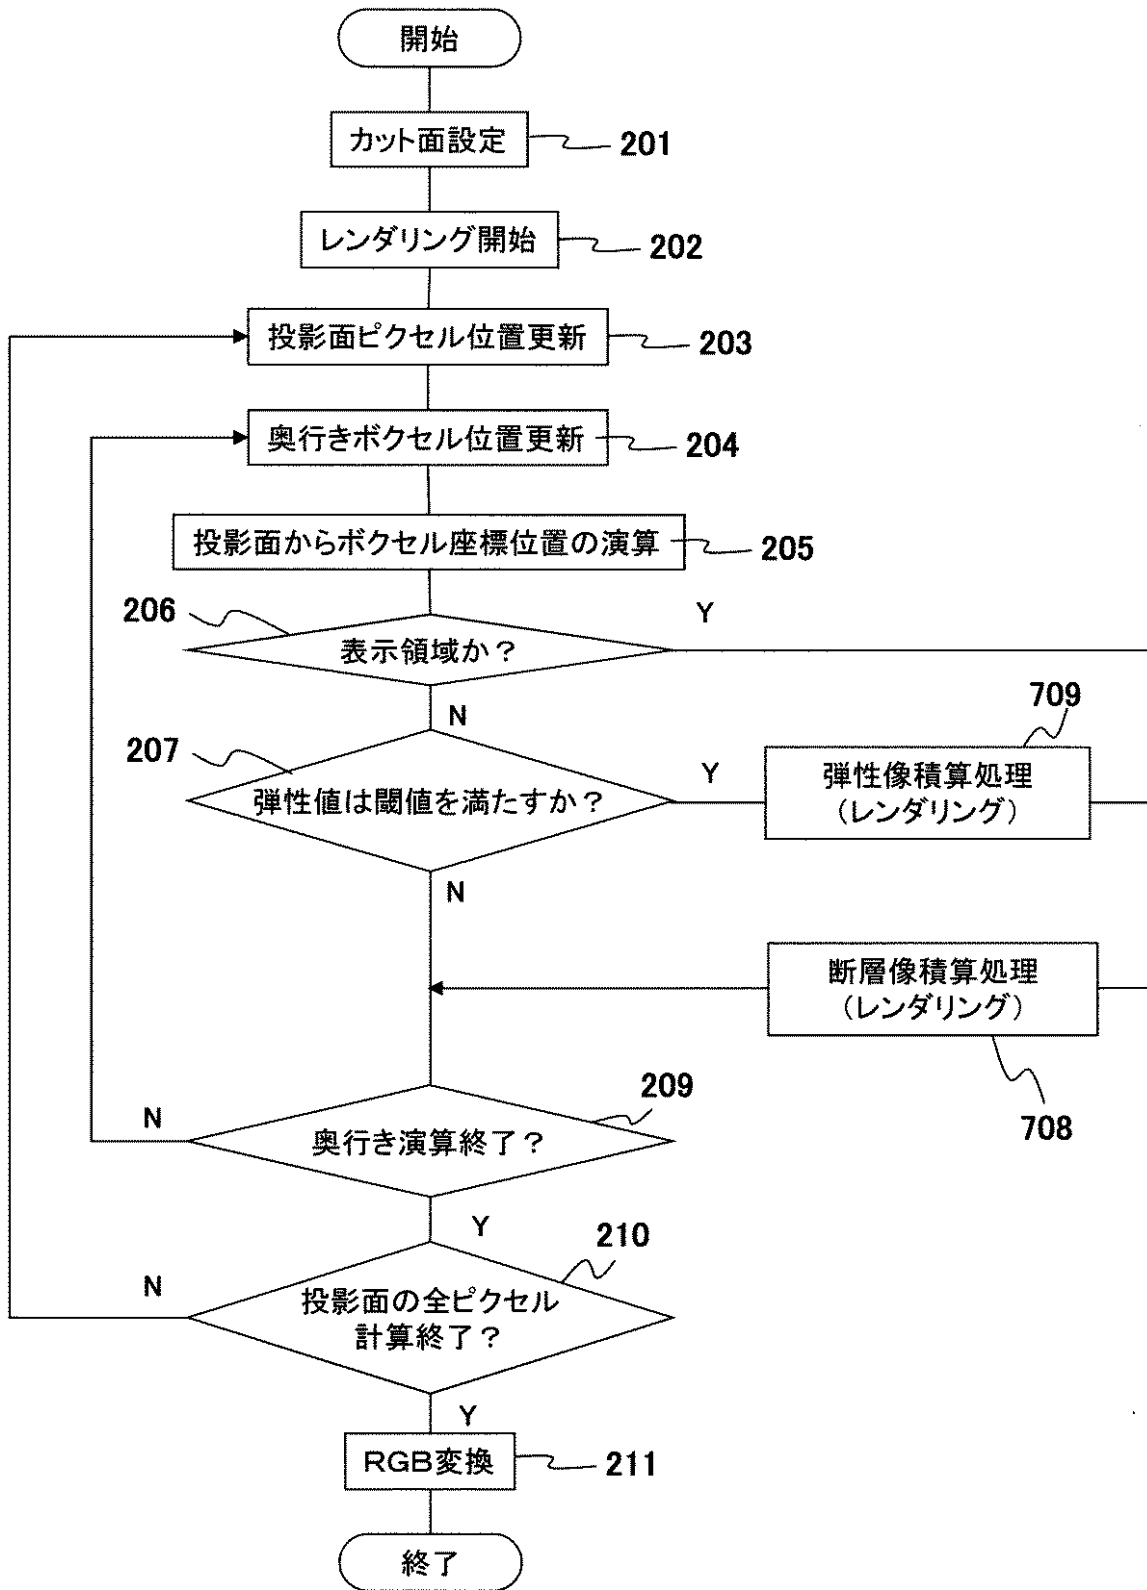 開始
カット面設定
201
レンダリング開始
202
投影面ピクセル位置更新
203
奥行きボクセル位置更新
204
投影面からボクセル座標位置の演算
205
206
表示領域か？
Y
N
207
弾性値は閾値を満たすか？
Y
709
弾性像積算処理
（レンダリング）
N
断層像積算処理
（レンダリング）
708
209
奥行き演算終了？
N
Y
210
投影面の全ピクセル
計算終了？
N
Y
ＲＧＢ変換
211
終了